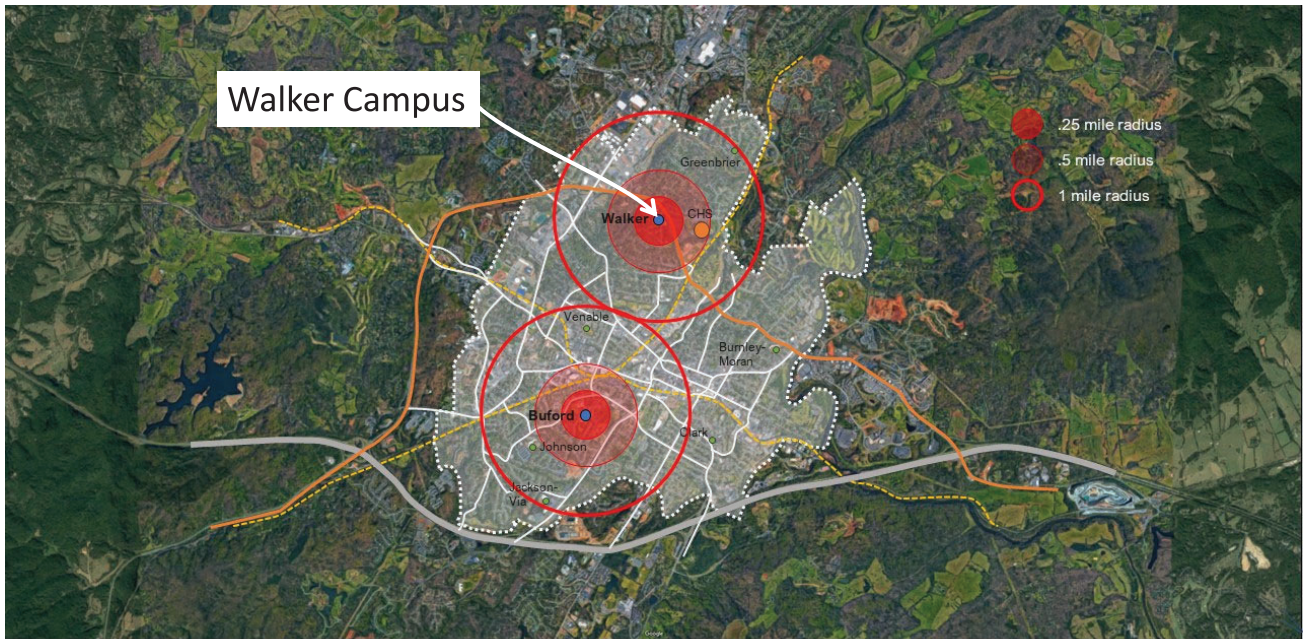 Walker Campus
.25 mile radius
.5 mile radius
1 mile radius
Greenbrier
Walker
CHS
Venable
Burnley-
Moran
Buford
Clark
Johnson
Jackson-
Via
Google